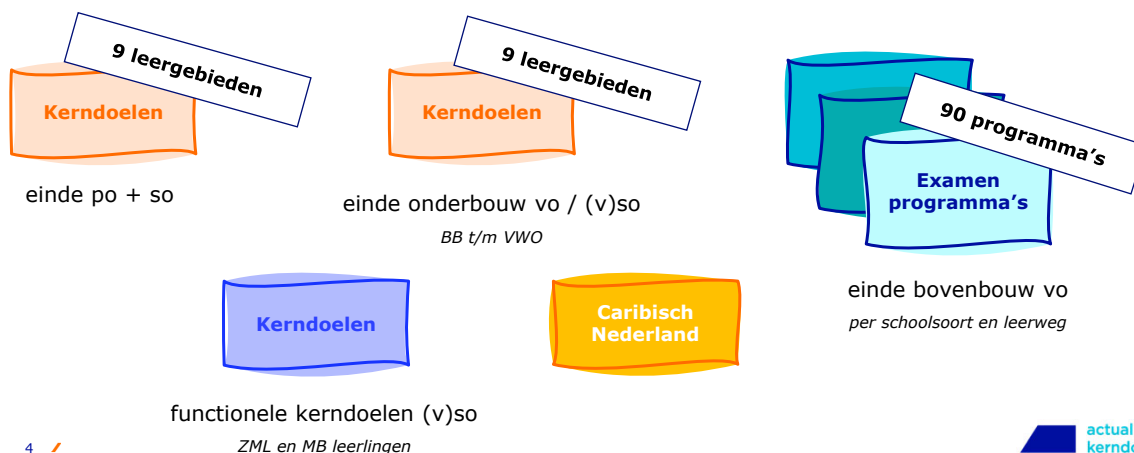 9 leergebieden
Kerndoelen
einde po + so
9 leergebieden
Kerndoelen
einde onderbouw vo / (v)so
BB t/m VWO
90 programma's
Examen
programma's
einde bovenbouw vo
per schoolsoort en leerweg
Kerndoelen
functionele kerndoelen (v)so
ZML en MB leerlingen
Caribisch
Nederland
4
actual
kerndo